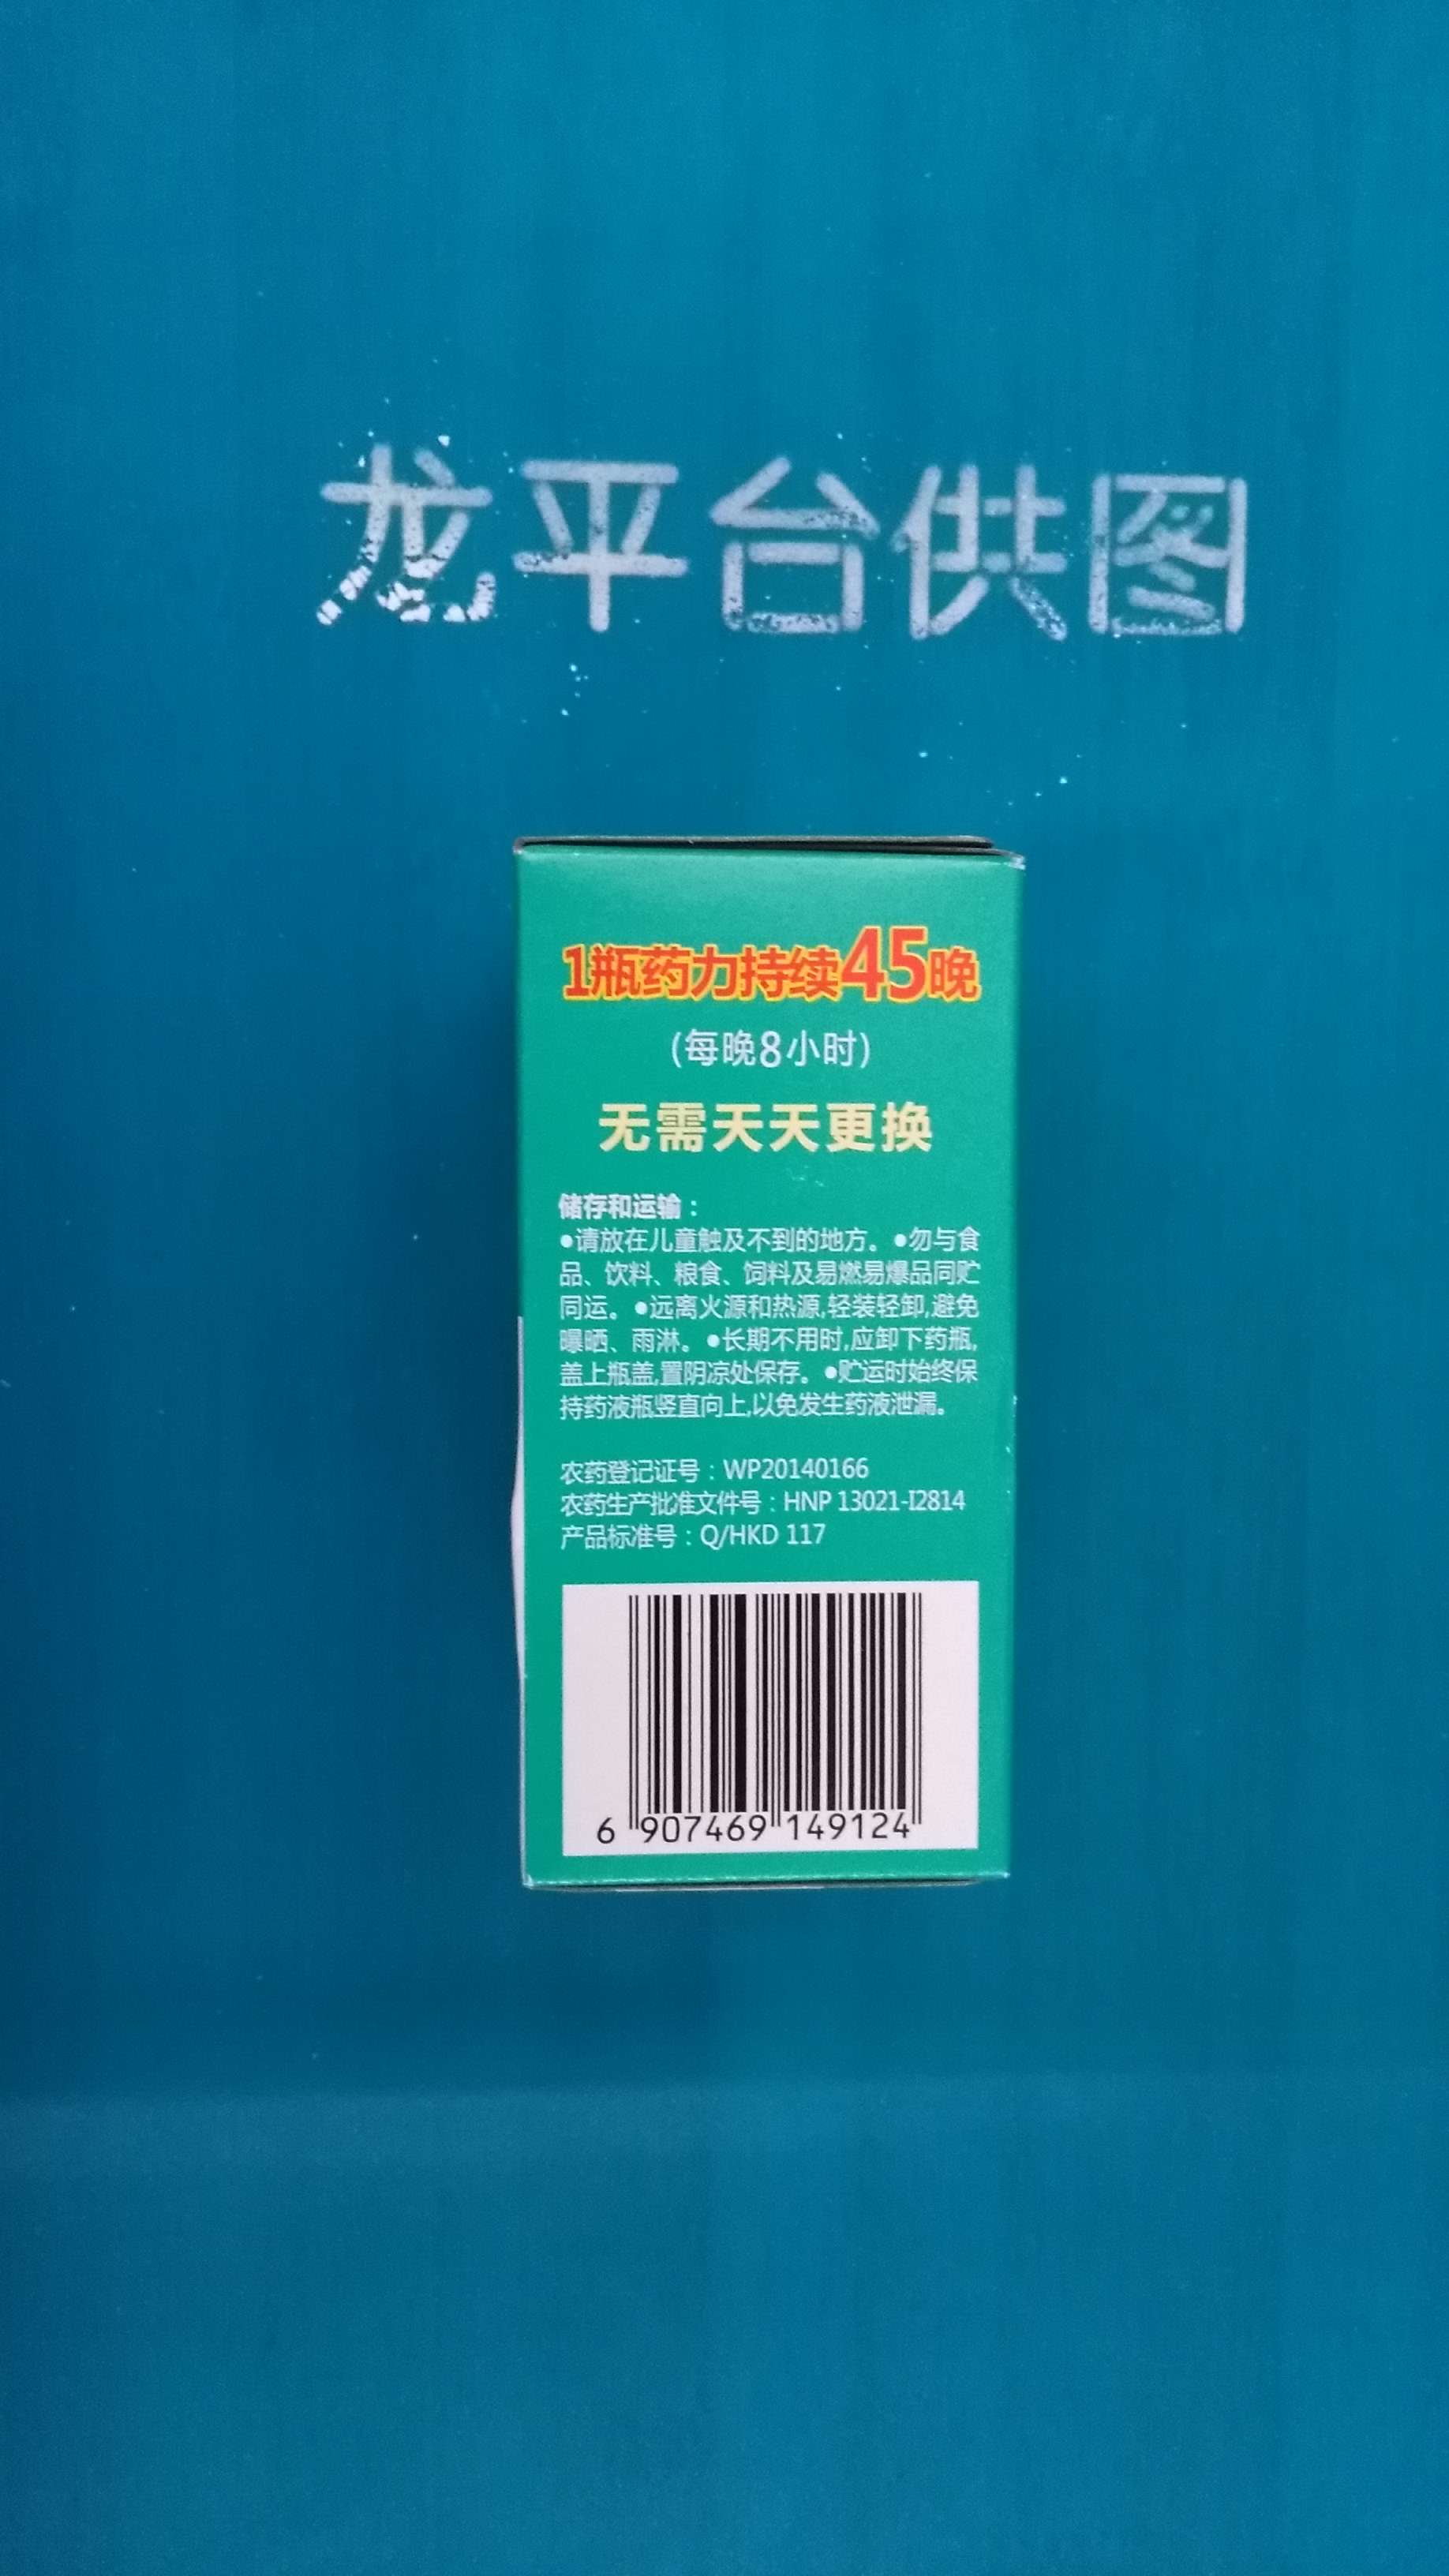 龙平台供图
1瓶药力持续45晚
(每晚8小时)
无需天天更换
储存和运输：
●请放在儿童触及不到的地方。●勿与食
品、饮料、粮食、饲料及易燃易爆品同贮
同运。●远离火源和热源,轻装轻卸,避免
曝晒、雨淋。●长期不用时,应卸下药瓶,
盖上瓶盖,置阴凉处保存。●贮运时始终保
持药液瓶竖直向上,以免发生药液泄漏。
农药登记证号：WP20140166
农药生产批准文件号：HNP 13021-I2814
产品标准号：Q/HKD 117
6 907469 149124